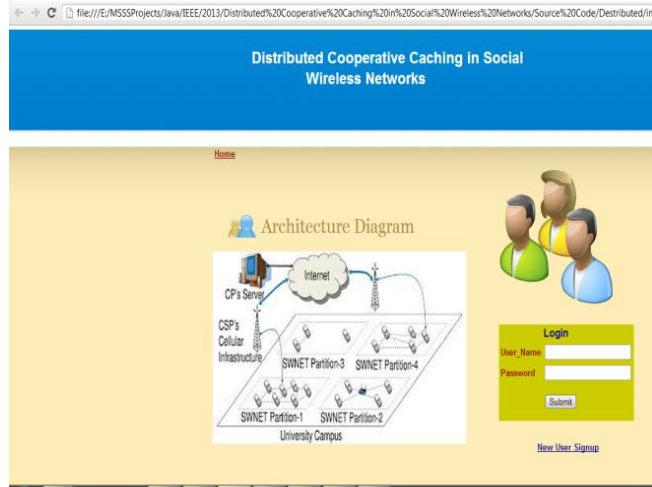 file:///E:/MSSSProjects/Java/IEEE/2013/Distributed%20Cooperative%20Caching%20in%20Social%20Wireless%20Networks/Source%20Code/Destributed/in
Distributed Cooperative Caching in Social
Wireless Networks
Home
Architecture Diagram
Internet
CP's Server
CSP's
Cellular
Infrastructure
SWNET Partition-3
SWNET Partition-4
SWNET Partition-1
SWNET Partition-2
University Campus
Login
User_Name
Password
Submit
New User Signup